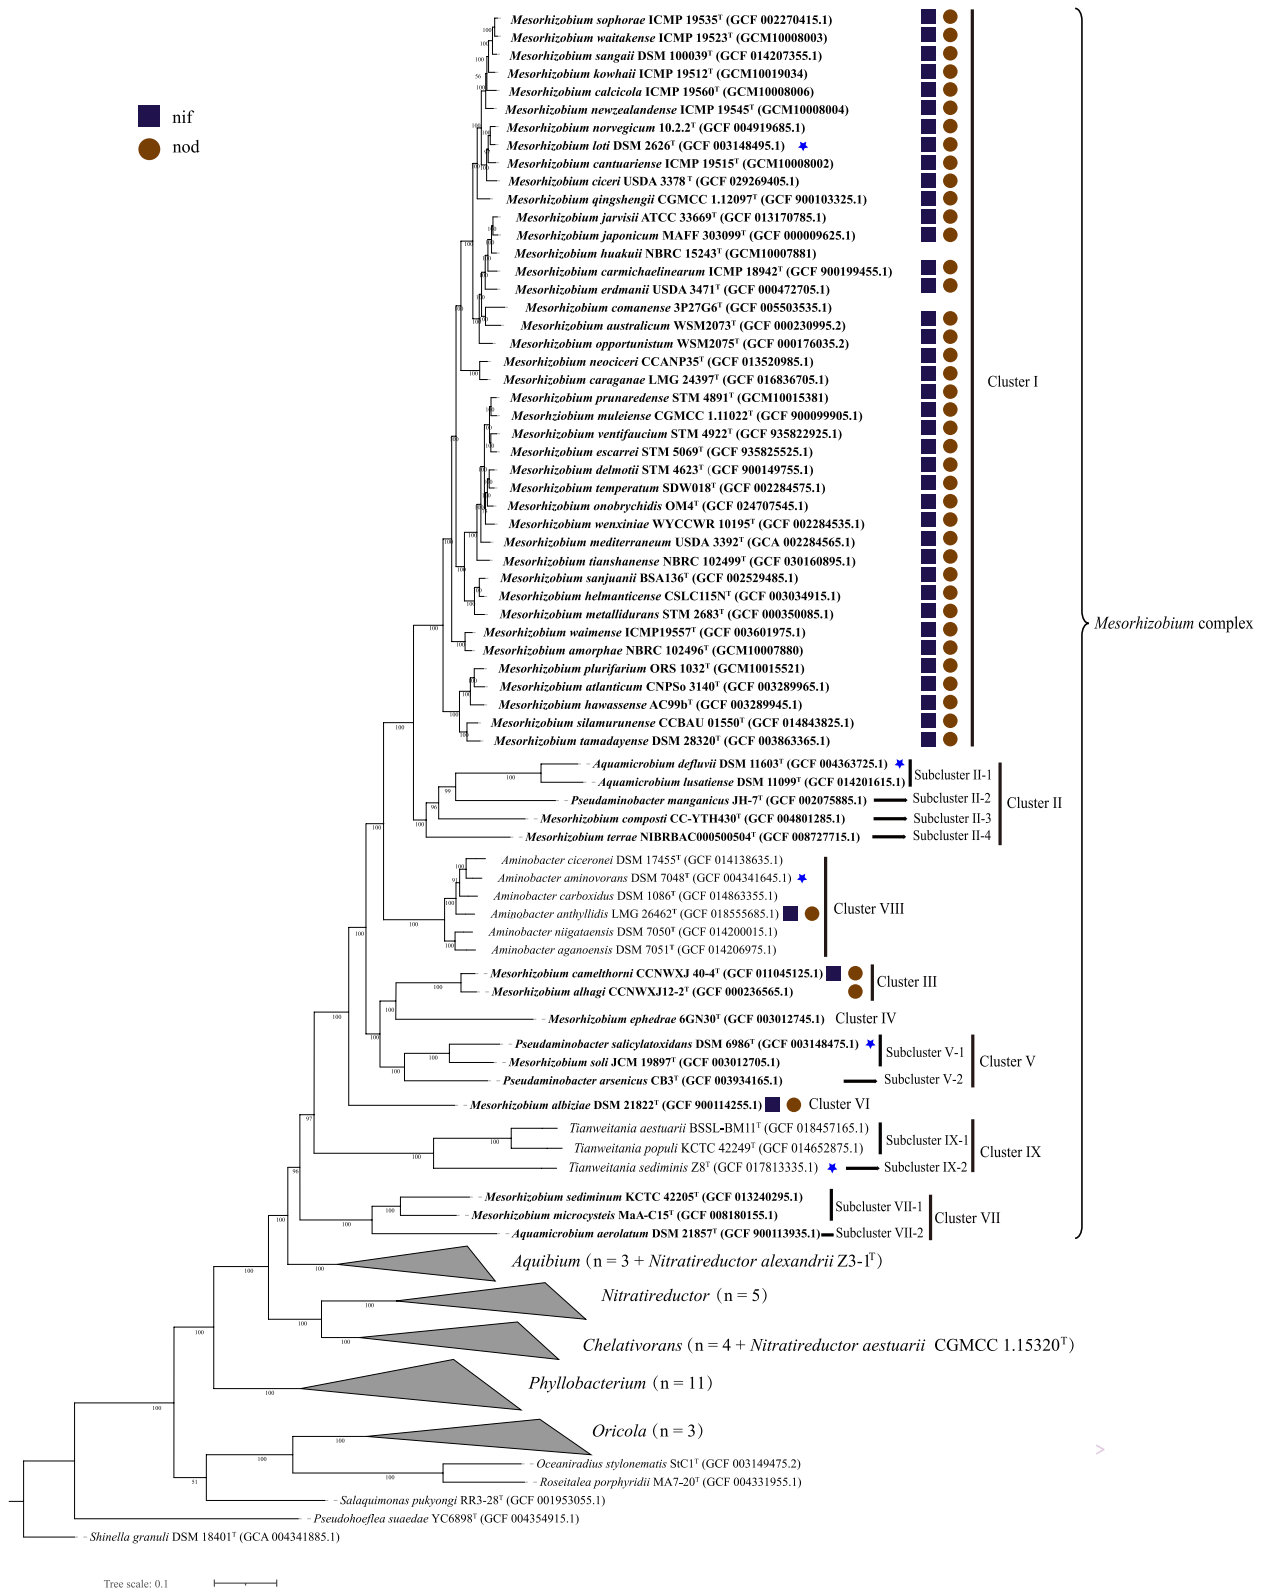 nif
nod
Mesorhizobium sophorae ICMP 19535T (GCF 002270415.1)
Mesorhizobium waitakense ICMP 19523T (GCM10008003)
Mesorhizobium sangaii DSM 100039T (GCF 014207355.1)
Mesorhizobium kowhaii ICMP 19512T (GCM10019034)
Mesorhizobium calcicola ICMP 19560T (GCM10008006)
Mesorhizobium newzealandense ICMP 19545T (GCM10008004)
Mesorhizobium norvegicum 10.2.2T (GCF 004919685.1)
Mesorhizobium loti DSM 2626T (GCF 003148495.1)
Mesorhizobium cantuariense ICMP 19515T (GCM10008002)
Mesorhizobium ciceri USDA 3378 T (GCF 029269405.1)
Mesorhizobium qingshengii CGMCC 1.12097T (GCF 900103325.1)
Mesorhizobium jarvisii ATCC 33669T (GCF 013170785.1)
Mesorhizobium japonicum MAFF 303099T (GCF 000009625.1)
Mesorhizobium huakuii NBRC 15243T (GCM10007881)
Mesorhizobium carmichaelinearum ICMP 18942T (GCF 900199455.1)
Mesorhizobium erdmanii USDA 3471T (GCF 000472705.1)
Mesorhizobium comanense 3P27G6T (GCF 005503535.1)
Mesorhizobium australicum WSM2073T (GCF 000230995.2)
Mesorhizobium opportunistum WSM2075T (GCF 000176035.2)
Mesorhizobium neociceri CCANP35T (GCF 013520985.1)
Mesorhizobium caraganae LMG 24397T (GCF 016836705.1)
Cluster I
Mesorhizobium prunaredense STM 4891T (GCM10015381)
Mesorhziobium muleiense CGMCC 1.11022T (GCF 900099905.1)
Mesorhizobium ventifaucium STM 4922T (GCF 935822925.1)
Mesorhizobium escarrei STM 5069T (GCF 935825525.1)
Mesorhizobium delmotii STM 4623T (GCF 900149755.1)
Mesorhizobium temperatum SDW018T (GCF 002284575.1)
Mesorhizobium onobrychidis OM4T (GCF 024707545.1)
Mesorhizobium wenxiniae WYCCWR 10195T (GCF 002284535.1)
Mesorhizobium mediterraneum USDA 3392T (GCA 002284565.1)
Mesorhizobium tianshanense NBRC 102499T (GCF 030160895.1)
Mesorhizobium sanjuanii BSA136T (GCF 002529485.1)
Mesorhizobium helmanticense CSLC115NT (GCF 003034915.1)
Mesorhizobium metallidurans STM 2683T (GCF 000350085.1)
Mesorhizobium complex
Mesorhizobium waimense ICMP19557T (GCF 003601975.1)
Mesorhizobium amorphae NBRC 102496T (GCM10007880)
Mesorhizobium plurifarium ORS 1032T (GCM10015521)
Mesorhizobium atlanticum CNPSo 3140T (GCF 003289965.1)
Mesorhizobium hawassense AC99bT (GCF 003289945.1)
Mesorhizobium silamurunense CCBAU 01550T (GCF 014843825.1)
Mesorhizobium tamadayense DSM 28320T (GCF 003863365.1)
Aquamicrobium defluvii DSM 11603T (GCF 004363725.1)
Subcluster II-1
Aquamicrobium lusatiense DSM 11099T (GCF 014201615.1)
Pseudaminobacter manganicus JH-7T (GCF 002075885.1) Subcluster II-2
Cluster II
Mesorhizobium composti CC-YTH430T (GCF 004801285.1) Subcluster II-3
Mesorhizobium terrae NIBRBAC000500504T (GCF 008727715.1) Subcluster II-4
Aminobacter ciceronei DSM 17455T (GCF 014138635.1)
Aminobacter aminovorans DSM 7048T (GCF 004341645.1)
Aminobacter carboxidus DSM 1086T (GCF 014863355.1)
Cluster VIII
Aminobacter anthyllidis LMG 26462T (GCF 018555685.1)
Aminobacter niigataensis DSM 7050T (GCF 014200015.1)
Aminobacter aganoensis DSM 7051T (GCF 014206975.1)
Mesorhizobium camelthorni CCNWXJ 40-4T (GCF 011045125.1)
Cluster III
Mesorhizobium alhagi CCNWXJ12-2T (GCF 000236565.1)
Mesorhizobium ephedrae 6GN30T (GCF 003012745.1) Cluster IV
Pseudaminobacter salicylatoxidans DSM 6986T (GCF 003148475.1)
Subcluster V-1
Mesorhizobium soli JCM 19897T (GCF 003012705.1)
Cluster V
Pseudaminobacter arsenicus CB3T (GCF 003934165.1) Subcluster V-2
Mesorhizobium albiziae DSM 21822T (GCF 900114255.1) Cluster VI
Tianweitania aestuarii BSSL-BM11T (GCF 018457165.1)
Subcluster IX-1
Tianweitania populi KCTC 42249T (GCF 014652875.1)
Cluster IX
Tianweitania sediminis Z8T (GCF 017813335.1) Subcluster IX-2
Mesorhizobium sediminum KCTC 42205T (GCF 013240295.1)
Subcluster VII-1
Mesorhizobium microcysteis MaA-C15T (GCF 008180155.1)
Cluster VII
Aquamicrobium aerolatum DSM 21857T (GCF 900113935.1) Subcluster VII-2
Aquibium (n = 3 + Nitratireductor alexandrii Z3-1T)
Nitratireductor (n = 5)
Chelativorans (n = 4 + Nitratireductor aestuarii CGMCC 1.15320T)
Phyllobacterium (n = 11)
Oricola (n = 3)
Oceaniradius stylonematis StC1T (GCF 003149475.2)
Roseitalea porphyridii MA7-20T (GCF 004331955.1)
Salaquimonas pukyongi RR3-28T (GCF 001953055.1)
Pseudohoeflea suaedae YC6898T (GCF 004354915.1)
Shinella granuli DSM 18401T (GCA 004341885.1)
Tree scale: 0.1